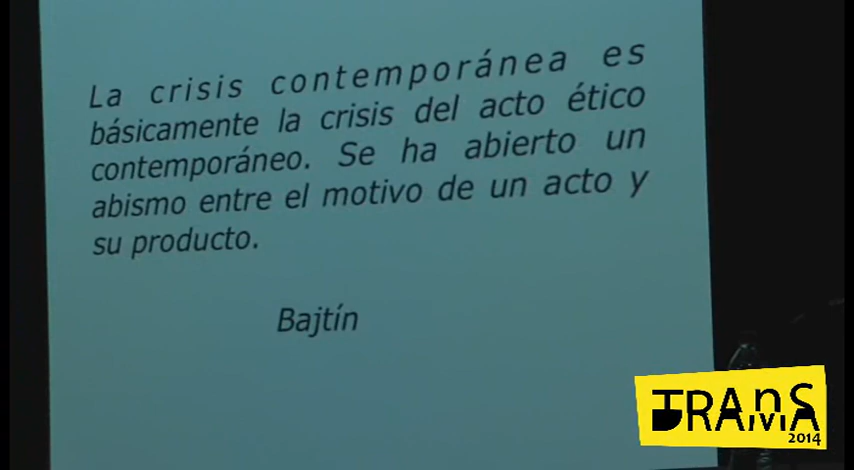 La crisis contemporánea es
básicamente la crisis del acto ético
contemporáneo. Se ha abierto un
abismo entre el motivo de un acto y
su producto.
Bajtín
TRANS
DRAMA
2014